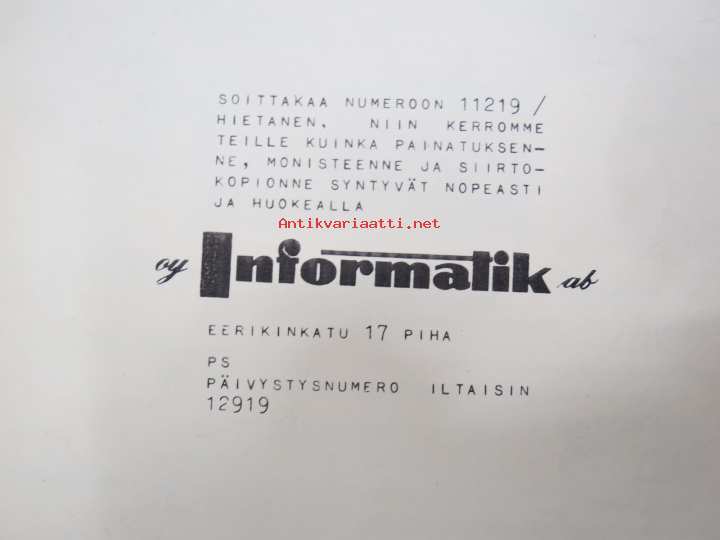 SOITTAKAA NUMEROON 11219 /
HIETANEN, NIIN KERROMME
TEILLE KUINKA PAINATUKSEN-
NE, MONISTEENNE JA SIIRTO-
KOPIONNE SYNTYVÄT NOPEASTI
JA HUOKEALLA
Antikvariaatti.net
oy Informatik ab
EERIKINKATU 17 PIHA
PS
PÄIVYSTYSNUMERO ILTAISIN
12919